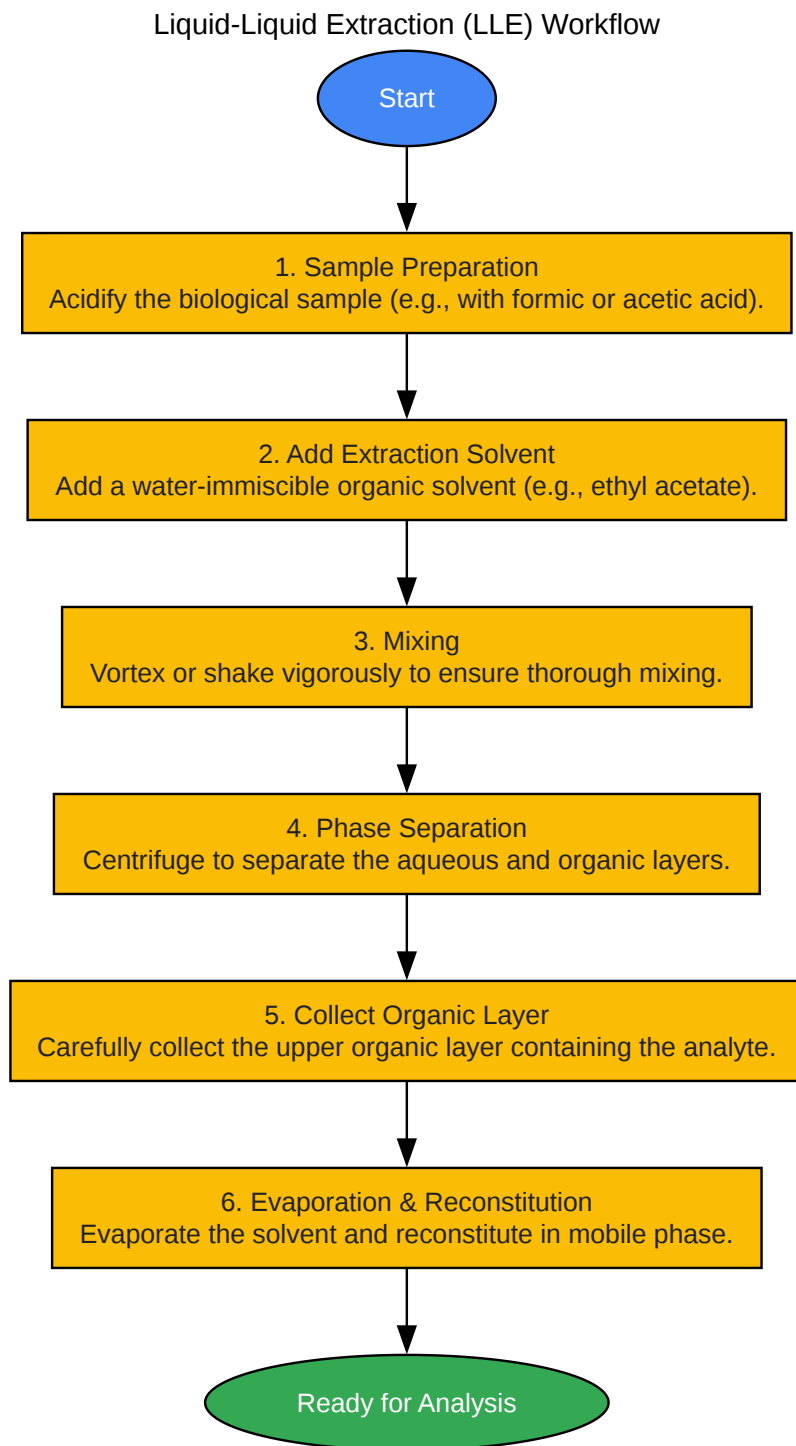 Liquid-Liquid Extraction (LLE) Workflow
Start
1. Sample Preparation
Acidify the biological sample (e.g., with formic or acetic acid).
2. Add Extraction Solvent
Add a water-immiscible organic solvent (e.g., ethyl acetate).
3. Mixing
Vortex or shake vigorously to ensure thorough mixing.
4. Phase Separation
Centrifuge to separate the aqueous and organic layers.
5. Collect Organic Layer
Carefully collect the upper organic layer containing the analyte.
6. Evaporation & Reconstitution
Evaporate the solvent and reconstitute in mobile phase.
Ready for Analysis